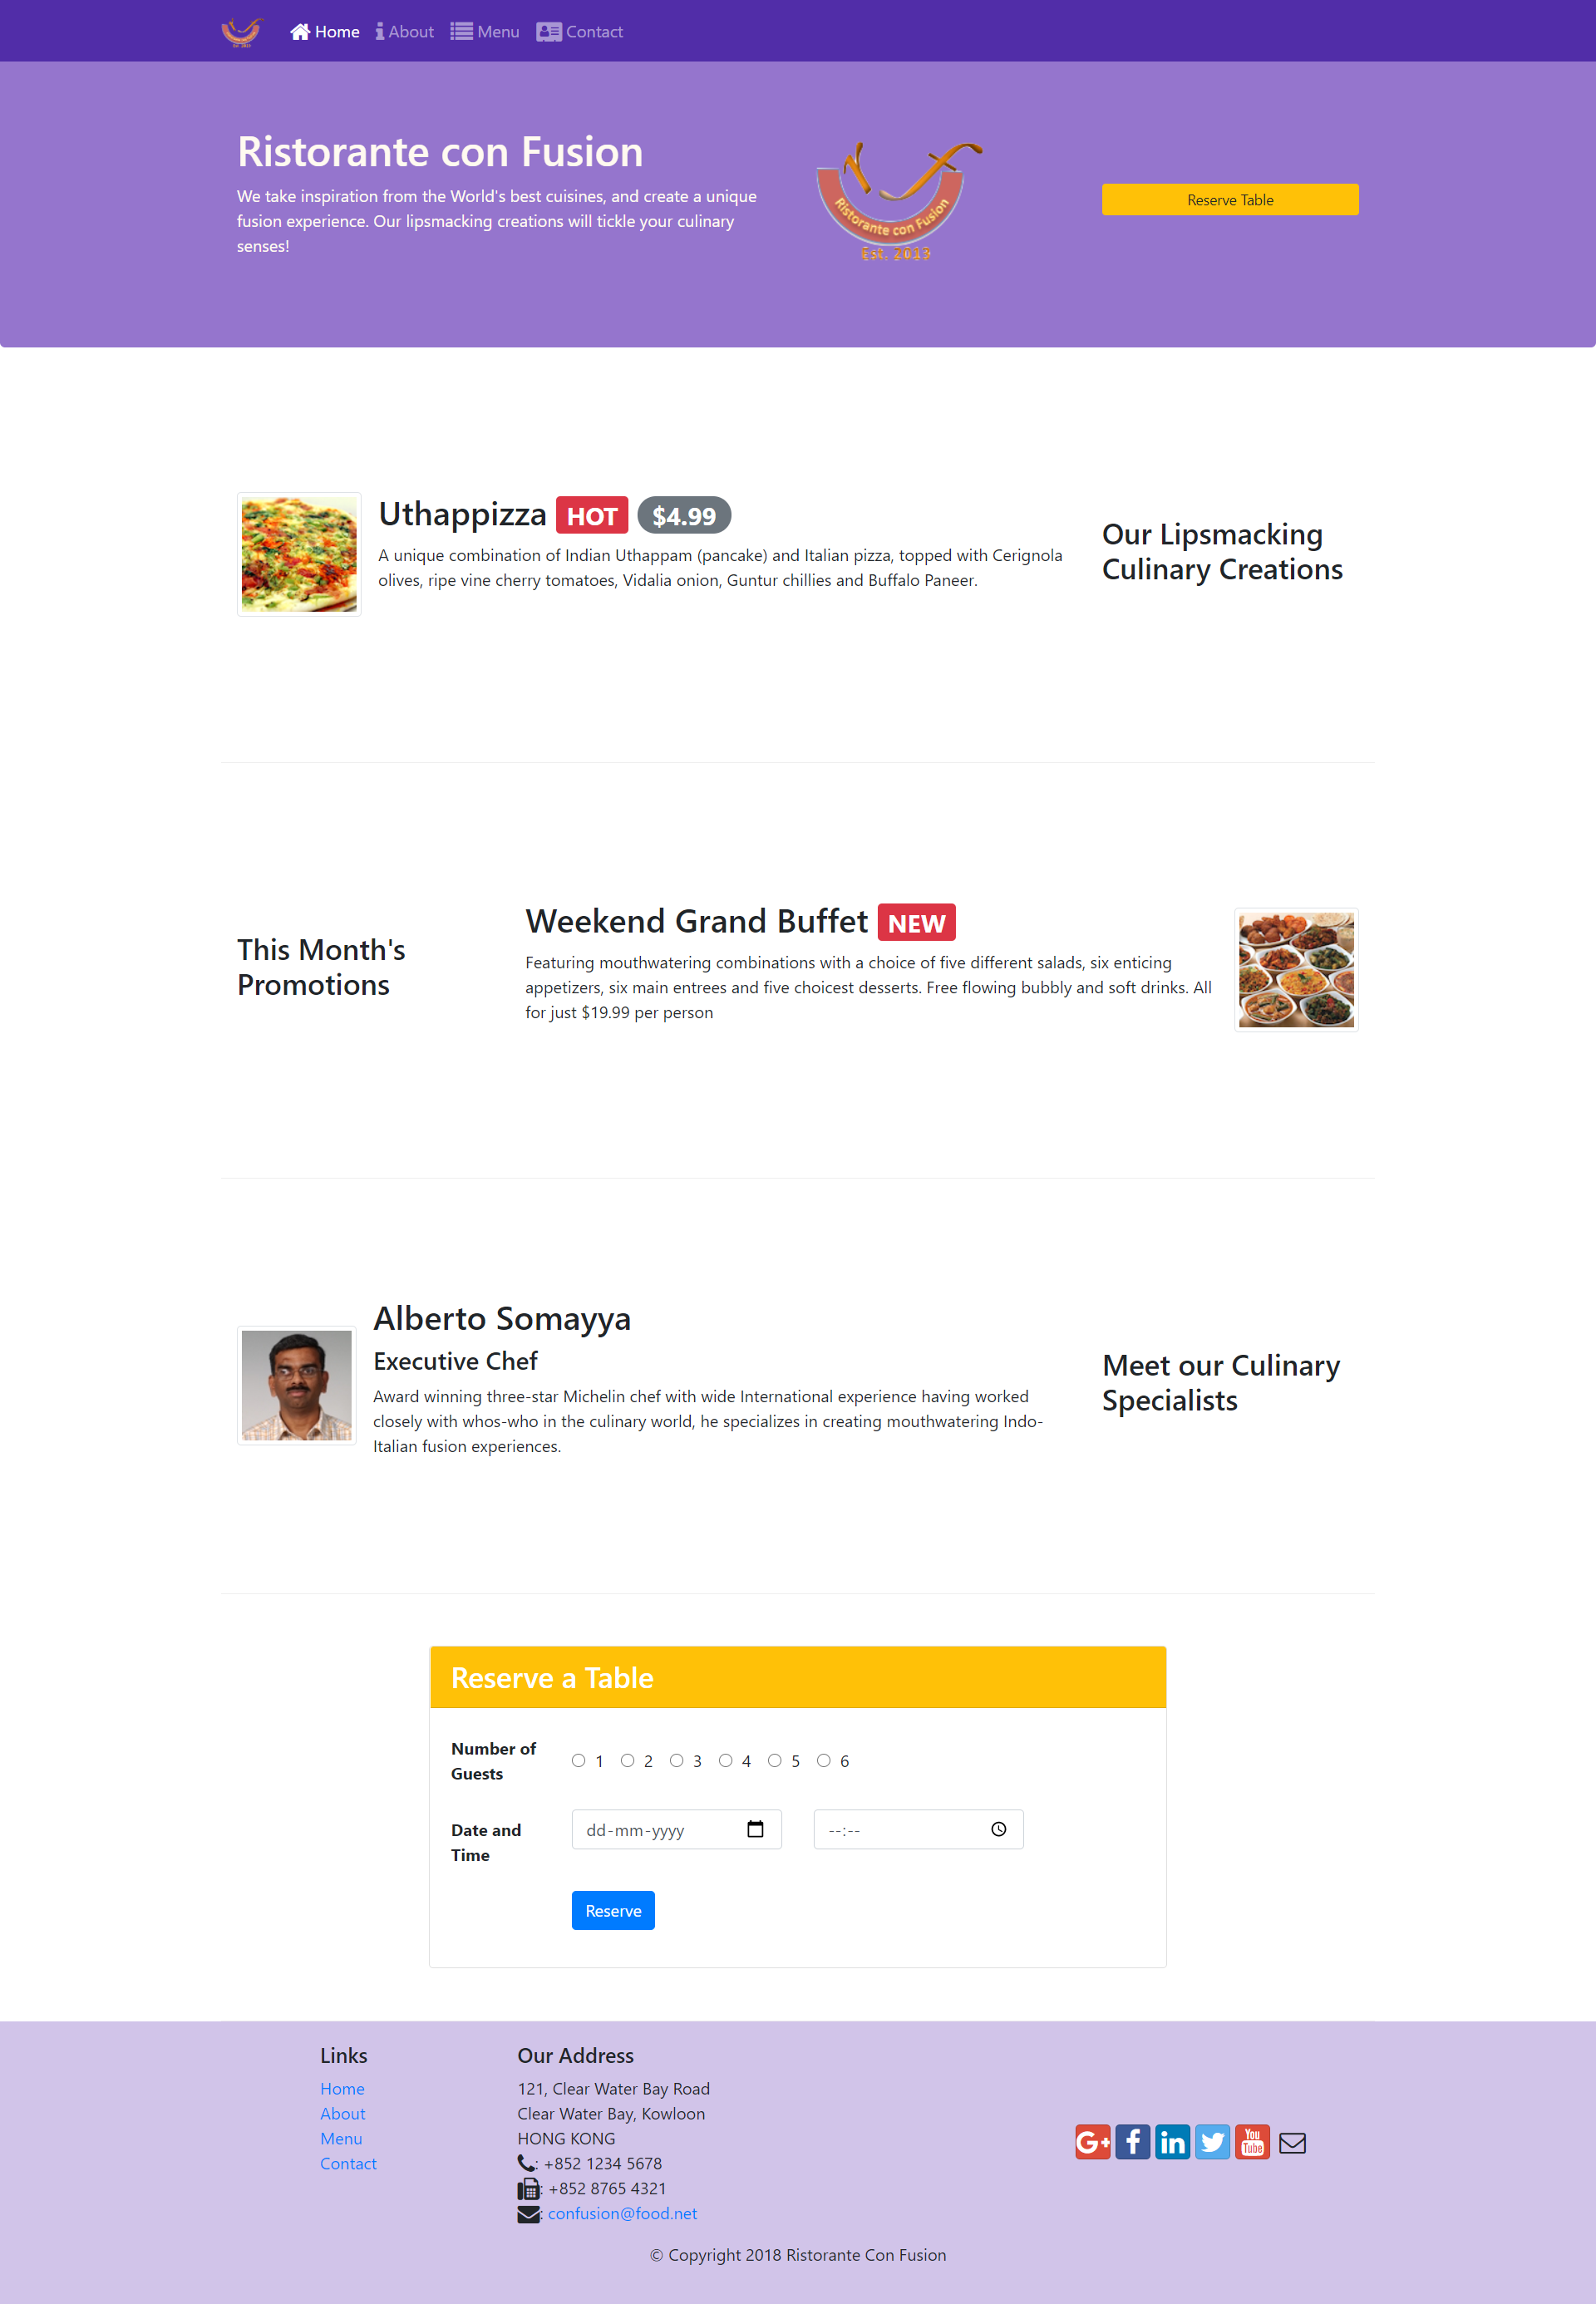 Home About Menu Contact
Ristorante con Fusion
We take inspiration from the World's best cuisines, and create a unique
fusion experience. Our lipsmacking creations will tickle your culinary
senses!
Ristorante con Fusion
Est. 2019
Reserve Table
Uthappizza HOT $4.99
A unique combination of Indian Uthappam (pancake) and Italian pizza, topped with Cerignola
olives, ripe vine cherry tomatoes, Vidalia onion, Guntur chillies and Buffalo Paneer.
Our Lipsmacking
Culinary Creations
This Month's
Promotions
Weekend Grand Buffet NEW
Featuring mouthwatering combinations with a choice of five different salads, six enticing
appetizers, six main entrees and five choicest desserts. Free flowing bubbly and soft drinks. All
for just $19.99 per person
Alberto Somayya
Executive Chef
Award winning three-star Michelin chef with wide International experience having worked
closely with whos-who in the culinary world, he specializes in creating mouthwatering Indo-
Italian fusion experiences.
Meet our Culinary
Specialists
Reserve a Table
Number of
Guests
1 2 3 4 5 6
Date and
Time
dd-mm-yyyy
--:--
Reserve
Links
Home
About
Menu
Contact
Our Address
121, Clear Water Bay Road
Clear Water Bay, Kowloon
HONG KONG
: +852 1234 5678
: +852 8765 4321
: confusion@food.net
G+ f in You Tube
© Copyright 2018 Ristorante Con Fusion